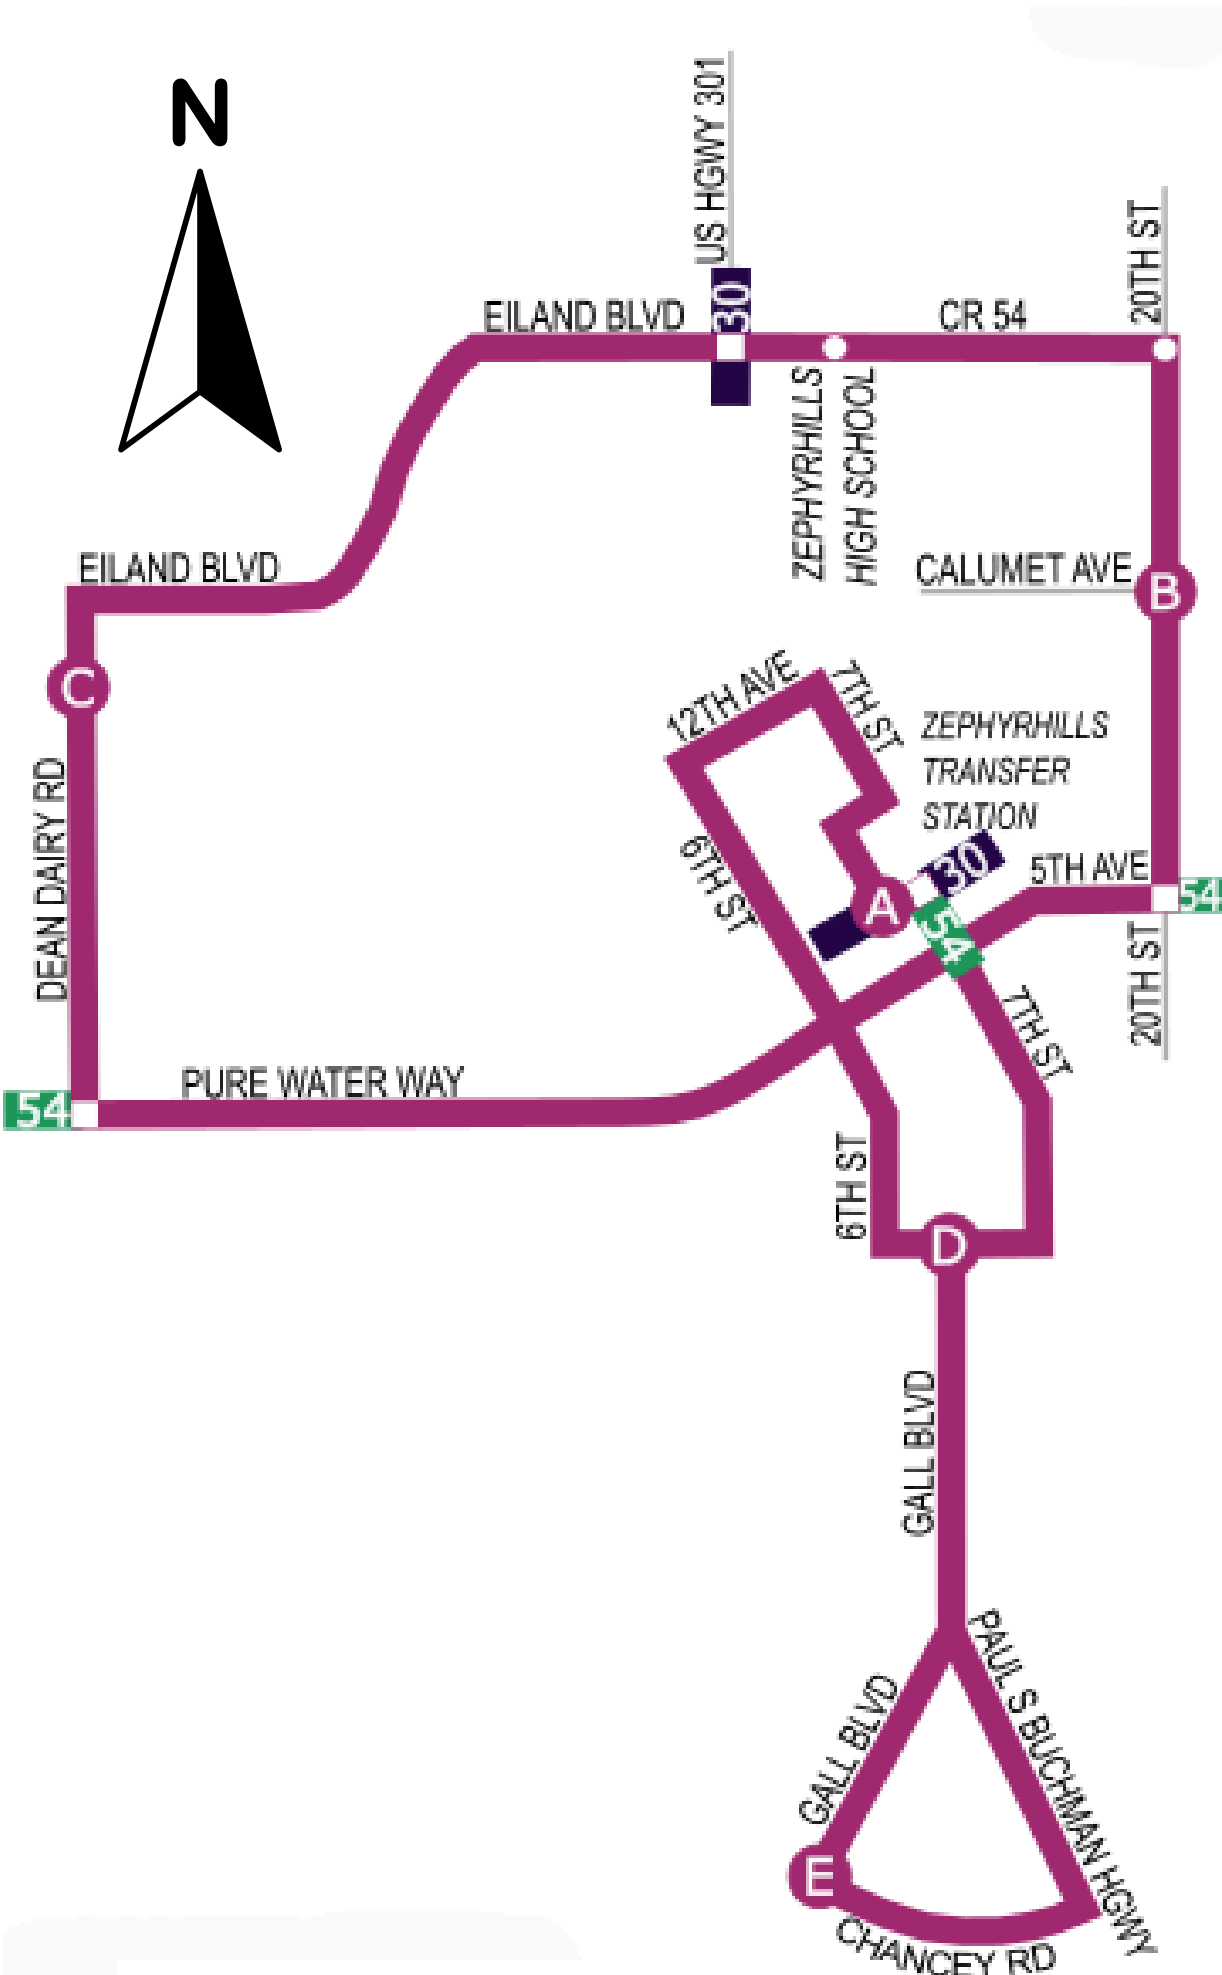 N
US HGWY 301
30
20TH ST
EILAND BLVD
CR 54
ZEPHYRHILLS
HIGH SCHOOL
EILAND BLVD
CALUMET AVE
B
C
12TH AVE
7TH ST
ZEPHYRHILLS
TRANSFER
STATION
DEAN DAIRY RD
6TH ST
30
5TH AVE
A
54
54
20TH ST
7TH ST
PURE WATER WAY
54
6TH ST
D
GALL BLVD
GALL BLVD
PAUL S BUCHMAN HGWY
E
CHANCEY RD